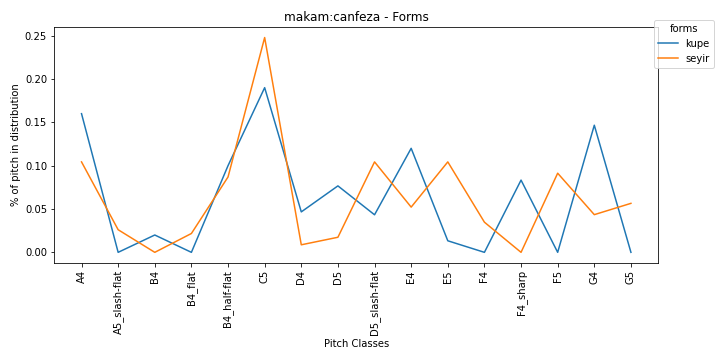 makam:canfeza - Forms
forms
kupe
seyir
% of pitch in distribution
0.25
0.20
0.15
0.10
0.05
0.00
A4
A5_slash-flat
B4
B4_flat
B4_half-flat
C5
D4
D5
D5_slash-flat
E4
E5
F4
F4_sharp
F5
G4
G5
Pitch Classes